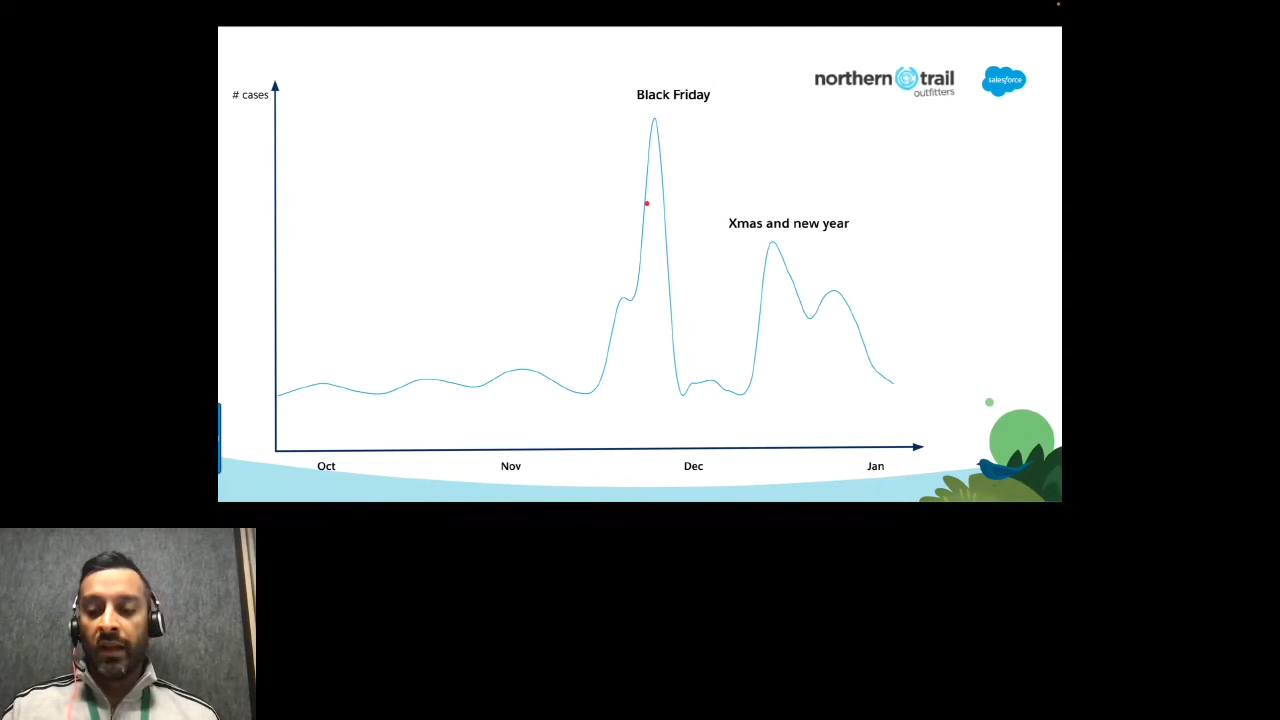 northern trail
outfitters
salesforce
# cases
Black Friday
Xmas and new year
Oct Nov Dec Jan